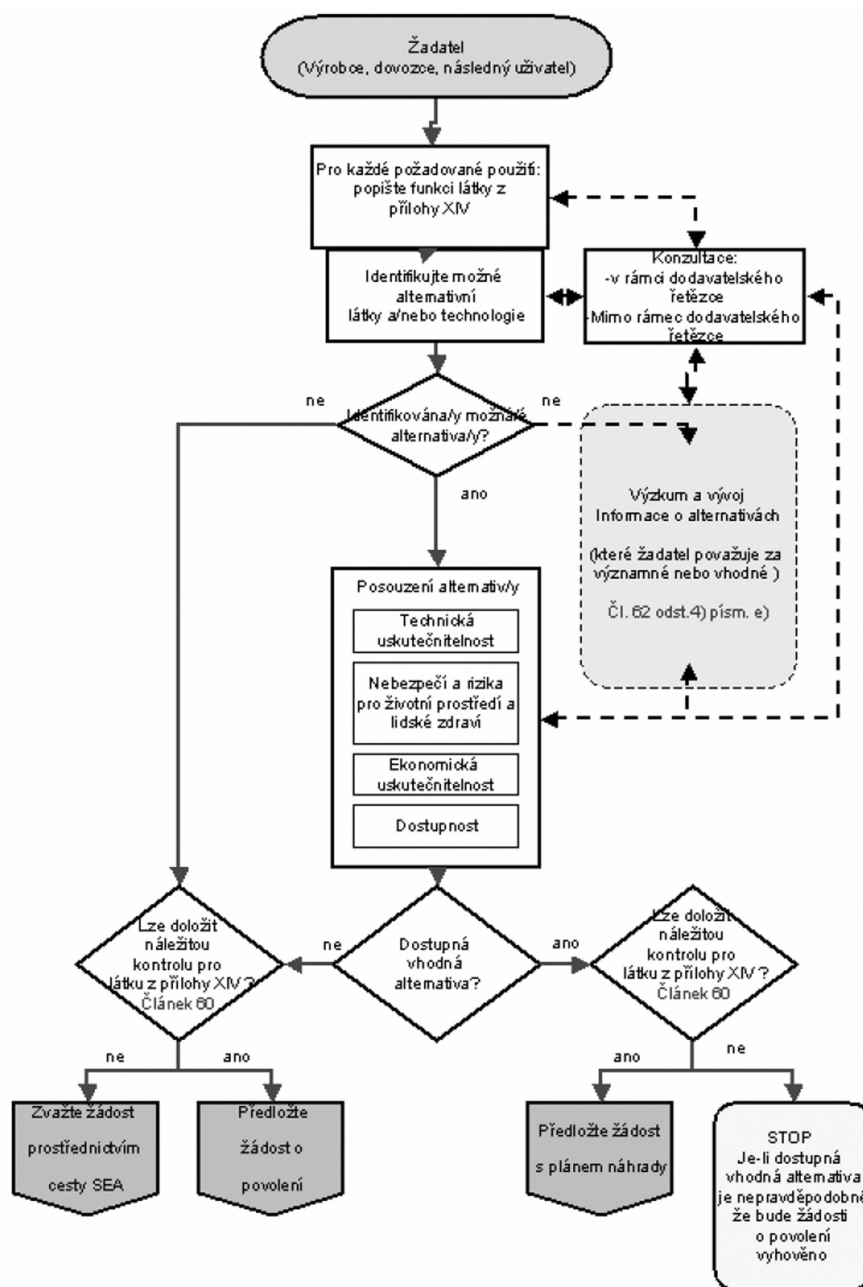 Žadatel
(Výrobce, dovozce, následný uživatel)
Pro každé požadované použití:
popište funkci látky z
přílohy XIV
Identifikujte možné
alternativní
látky a/nebo technologie
Konzultace:
-v rámci dodavatelského
řetězce
-Mimo rámec dodavatelského
řetězce
ne
Identifikována/y možná/é
alternativa/y?
ne
ano
Výzkum a vývoj
Informace o alternativách
(které žadatel považuje za
významné nebo vhodné )
Čl. 62 odst.4) písm. e)
Posouzení alternativ/y
Technická
uskutečnitelnost
Nebezpečí a rizika
pro životní prostředí a
lidské zdraví
Ekonomická
uskutečnitelnost
Dostupnost
Lze doložit
náležitou
kontrolu pro
látku z přílohy XIV ?
Článek 60
ne
Dostupná
vhodná
alternativa?
ano
Lze doložit
náležitou
kontrolu pro
látku z přílohy XIV ?
Článek 60
ne
ano
ano
ne
Zvažte žádost
prostřednictvím
cesty SEA
Předložte
žádost o
povolení
Předložte žádost
s plánem náhrady
STOP
Je-li dostupná
vhodná alternativa
je nepravděpodobné
že bude žádosti
o povolení
vyhověno